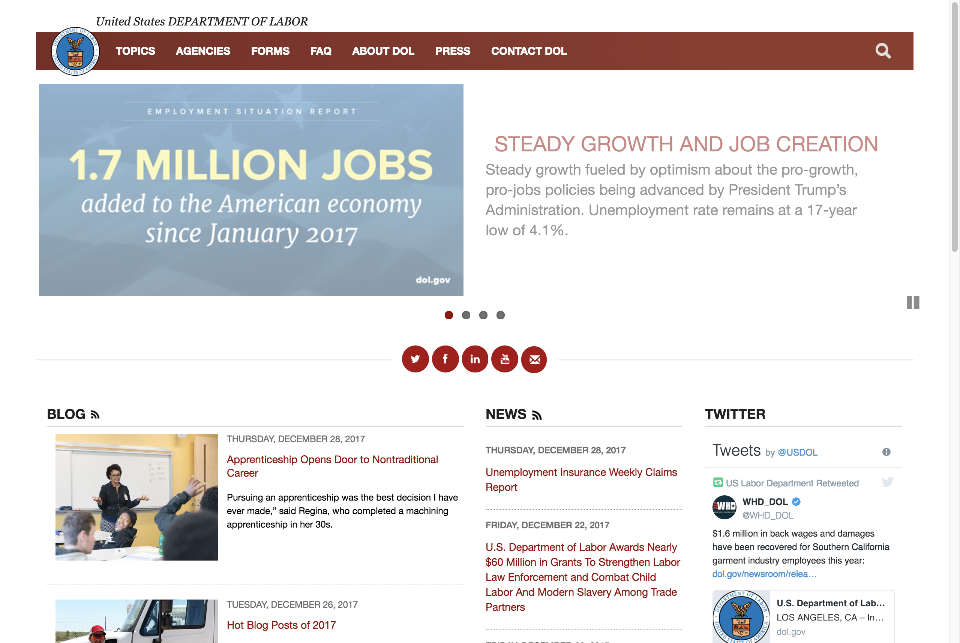 United States DEPARTMENT OF LABOR
TOPICS AGENCIES FORMS FAQ ABOUT DOL PRESS CONTACT DOL
EMPLOYMENT SITUATION REPORT
1.7 MILLION JOBS
added to the American economy
since January 2017
dol.gov
STEADY GROWTH AND JOB CREATION
Steady growth fueled by optimism about the pro-growth,
pro-jobs policies being advanced by President Trump's
Administration. Unemployment rate remains at a 17-year
low of 4.1%.
BLOG
THURSDAY, DECEMBER 28, 2017
Apprenticeship Opens Door to Nontraditional
Career
Pursuing an apprenticeship was the best decision I have
ever made," said Regina, who completed a machining
apprenticeship in her 30s.
TUESDAY, DECEMBER 26, 2017
Hot Blog Posts of 2017
NEWS
THURSDAY, DECEMBER 28, 2017
Unemployment Insurance Weekly Claims
Report
FRIDAY, DECEMBER 22, 2017
U.S. Department of Labor Awards Nearly
$60 Million in Grants To Strengthen Labor
Law Enforcement and Combat Child
Labor And Modern Slavery Among Trade
Partners
TWITTER
Tweets by @USDOL
US Labor Department Retweeted
WHD
WHD_DOL
@WHD_DOL
$1.6 million in back wages and damages
have been recovered for Southern California
garment industry employees this year:
dol.gov/newsroom/relea…
U.S. Department of Lab...
LOS ANGELES, CA – In...
dol.gov